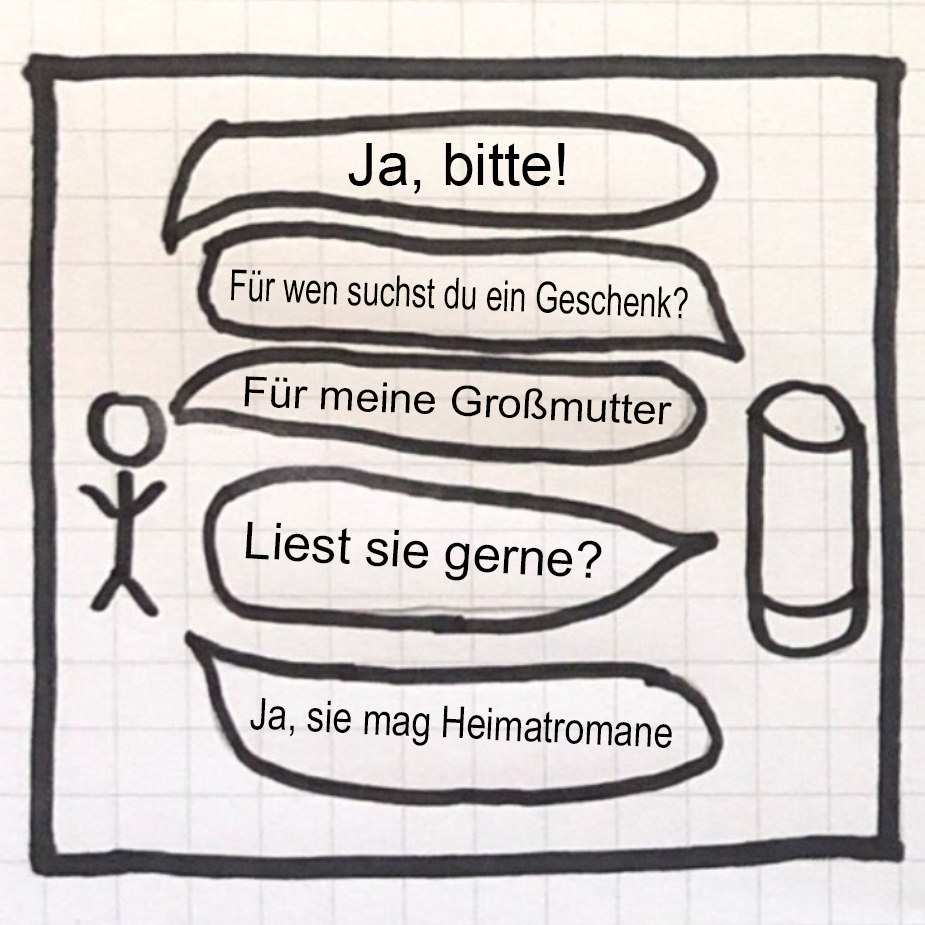 Ja, bitte!
Für wen suchst du ein Geschenk?
Für meine Großmutter
Liest sie gerne?
Ja, sie mag Heimatromane